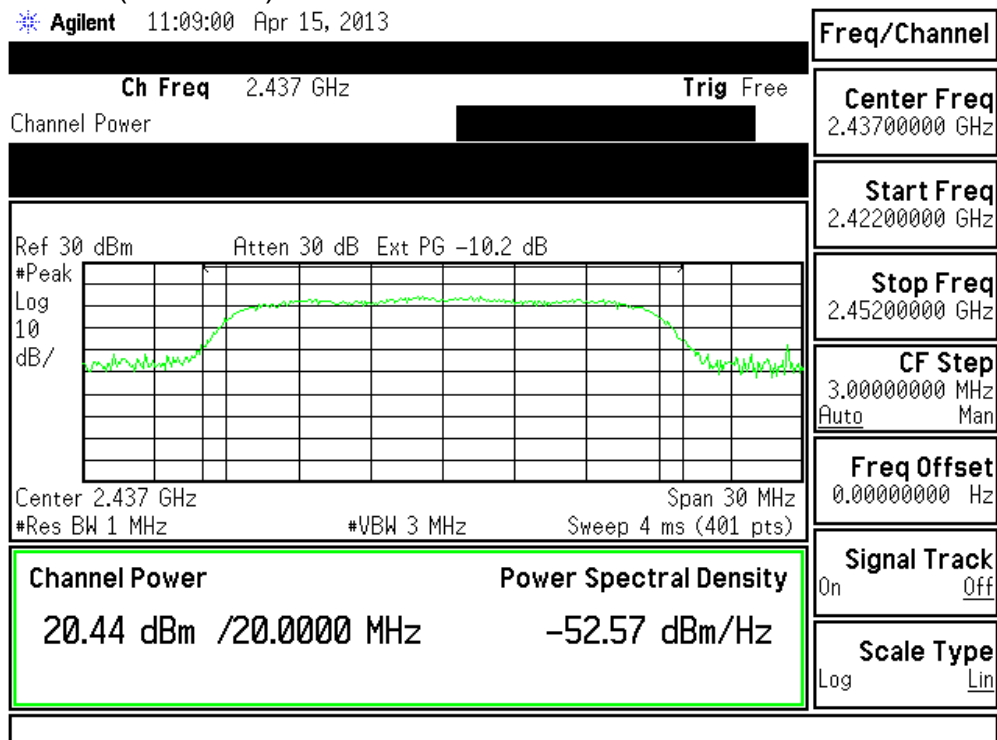 Agilent 11:09:00 Apr 15, 2013
Ch Freq 2.437 GHz Trig Free
Channel Power
Ref 30 dBm Atten 30 dB Ext PG -10.2 dB
#Peak
Log
10
dB/
Center 2.437 GHz Span 30 MHz
#Res BW 1 MHz #VBW 3 MHz Sweep 4 ms (401 pts)
Channel Power Power Spectral Density
20.44 dBm /20.0000 MHz -52.57 dBm/Hz
Freq/Channel
Center Freq
2.43700000 GHz
Start Freq
2.42200000 GHz
Stop Freq
2.45200000 GHz
CF Step
3.00000000 MHz
Auto Man
Freq Offset
0.00000000 Hz
Signal Track
On Off
Scale Type
Log Lin